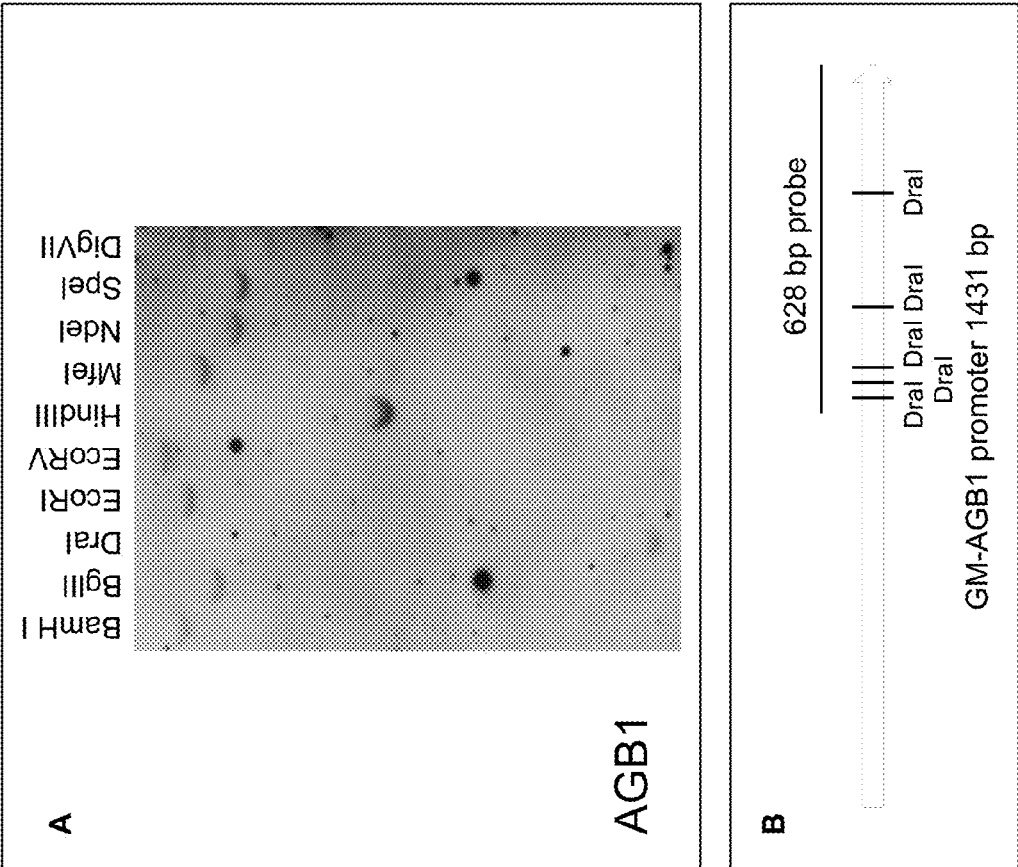 A
BamH I
BglII
DraI
EcoRI
EcoRV
HindIII
MfeI
NdeI
SpeI
DigVII
AGB1
B
628 bp probe
DraI
DraI
DraI
DraI
DraI
GM-AGB1 promoter 1431 bp